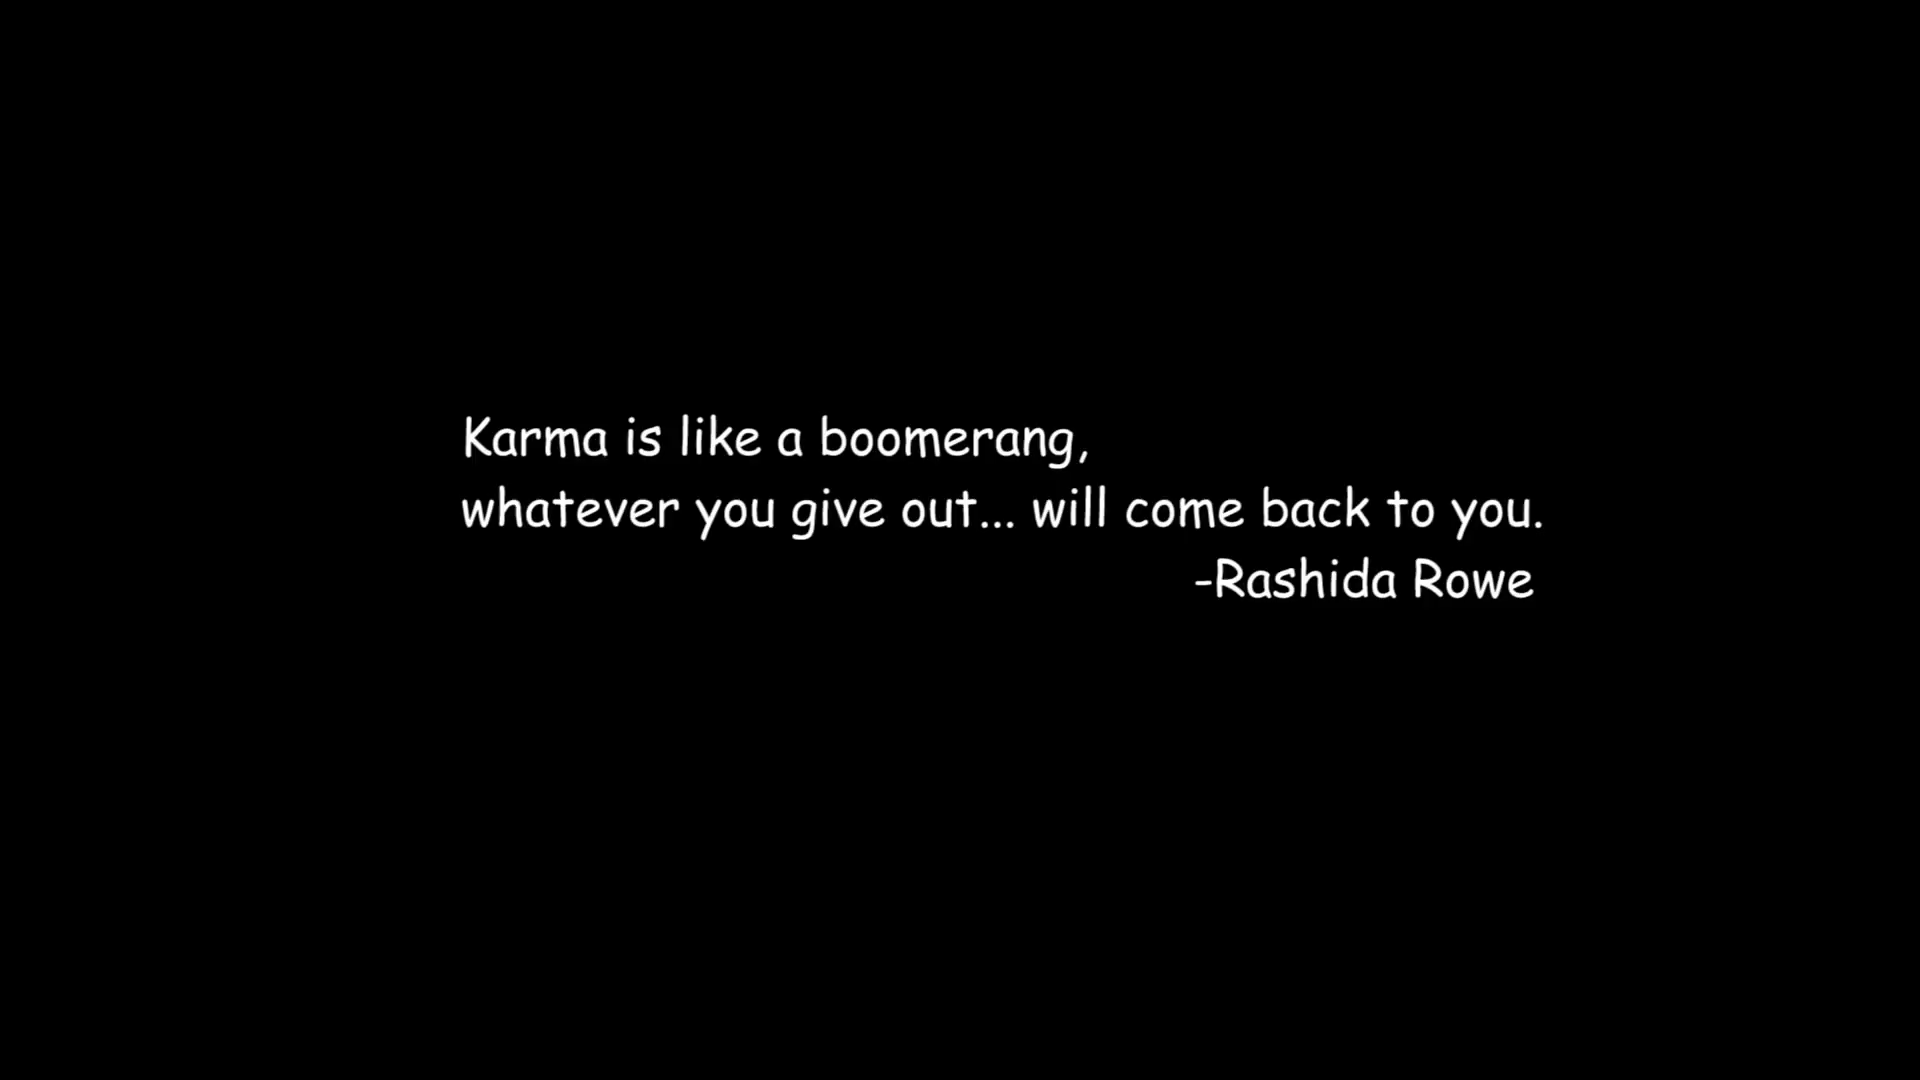 Karma is like a boomerang,
whatever you give out... will come back to you.
-Rashida Rowe